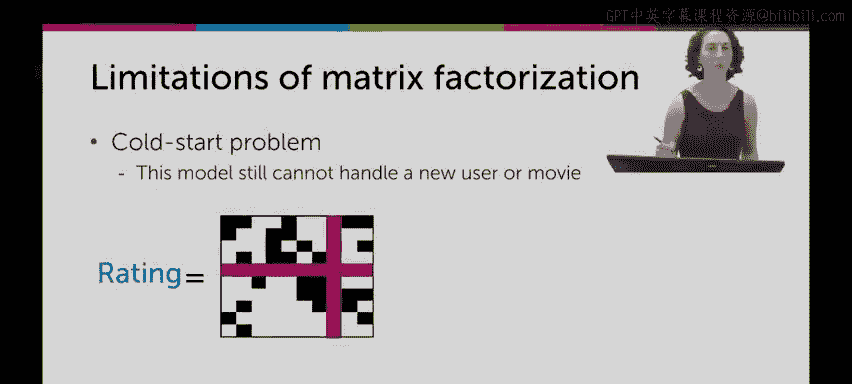 GPT中英字幕课程资源@bilibili.com
Limitations of matrix factorization
• Cold-start problem
- This model still cannot handle a new user or movie
Rating =